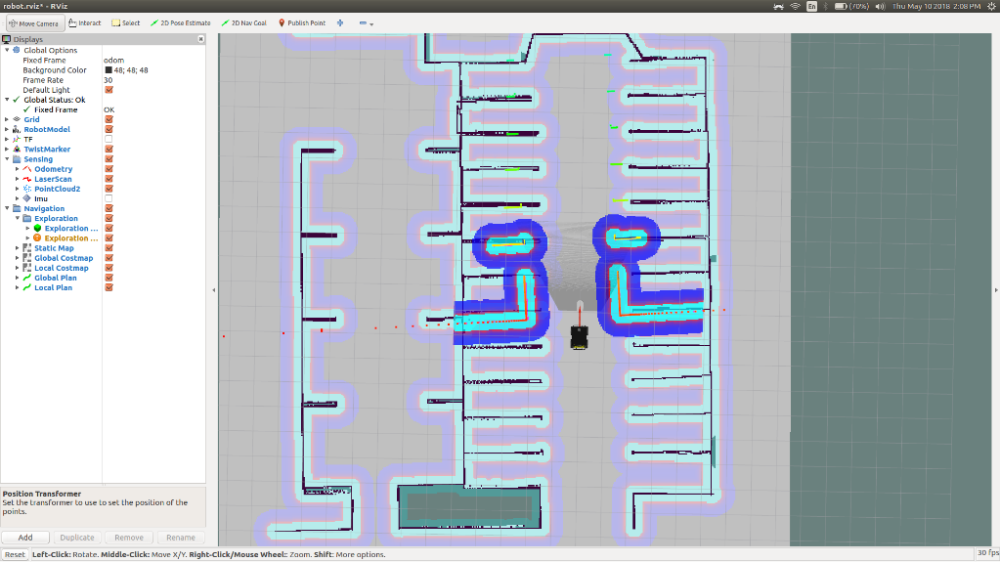 robot.rviz* - RViz
En
(70%)
Thu May 10 2018 2:08 PM
Move Camera
Interact
Select
2D Pose Estimate
2D Nav Goal
Publish Point
Displays
Global Options
Fixed Frame odom
Background Color 48; 48; 48
Frame Rate 30
Default Light
Global Status: Ok
Fixed Frame OK
Grid
RobotModel
TF
TwistMarker
Sensing
Odometry
LaserScan
PointCloud2
Imu
Navigation
Exploration
Exploration ...
Exploration ...
Static Map
Global Costmap
Local Costmap
Global Plan
Local Plan
Position Transformer
Set the transformer to use to set the position of the
points.
Add
Duplicate
Remove
Rename
Reset
Left-Click: Rotate. Middle-Click: Move X/Y. Right-Click/Mouse Wheel:: Zoom. Shift: More options.
30 fps